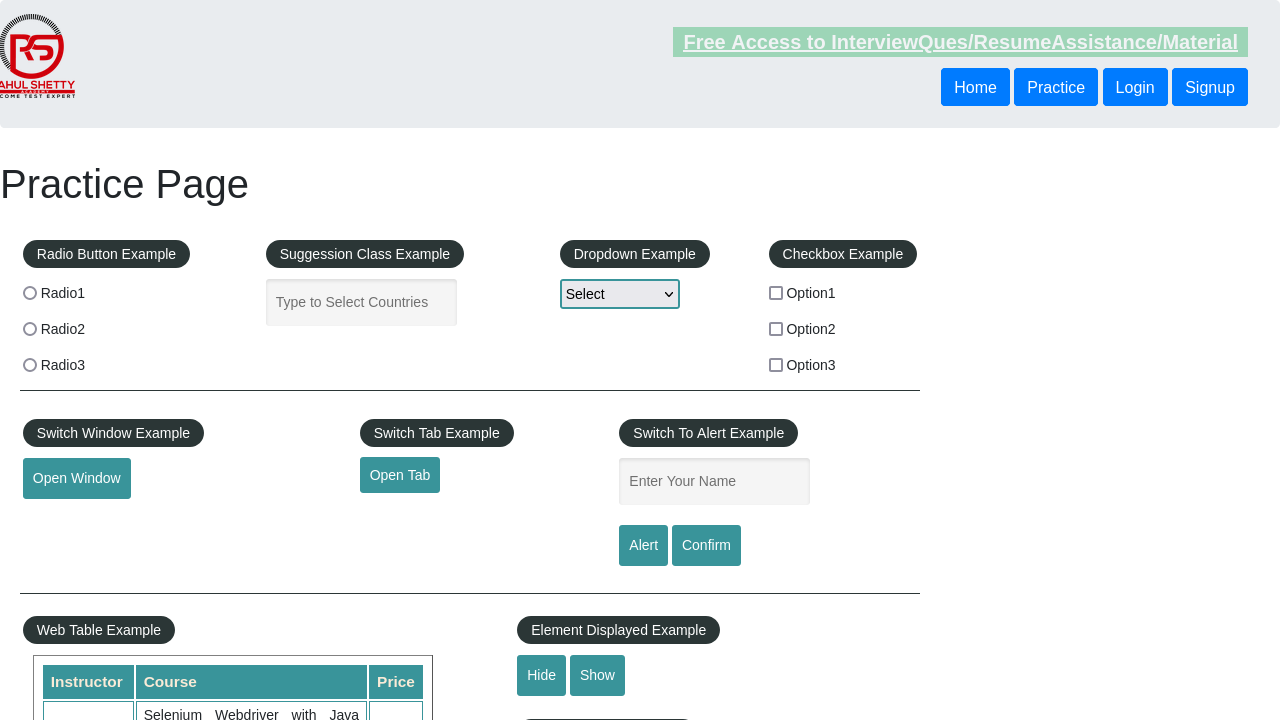 Free Access to InterviewQues/ResumeAssistance/Material
RS
AHUL SHETTY
ACADEMY
COME TEST EXPERT
Home Practice Login Signup
Practice Page
Radio Button Example
Radio1
Radio2
Radio3
Suggession Class Example
Type to Select Countries
Dropdown Example
Select
Checkbox Example
Option1
Option2
Option3
Switch Window Example
Open Window
Switch Tab Example
Open Tab
Switch To Alert Example
Enter Your Name
Alert Confirm
Web Table Example
Instructor Course Price
Selenium Webdriver with Java
Element Displayed Example
Hide Show